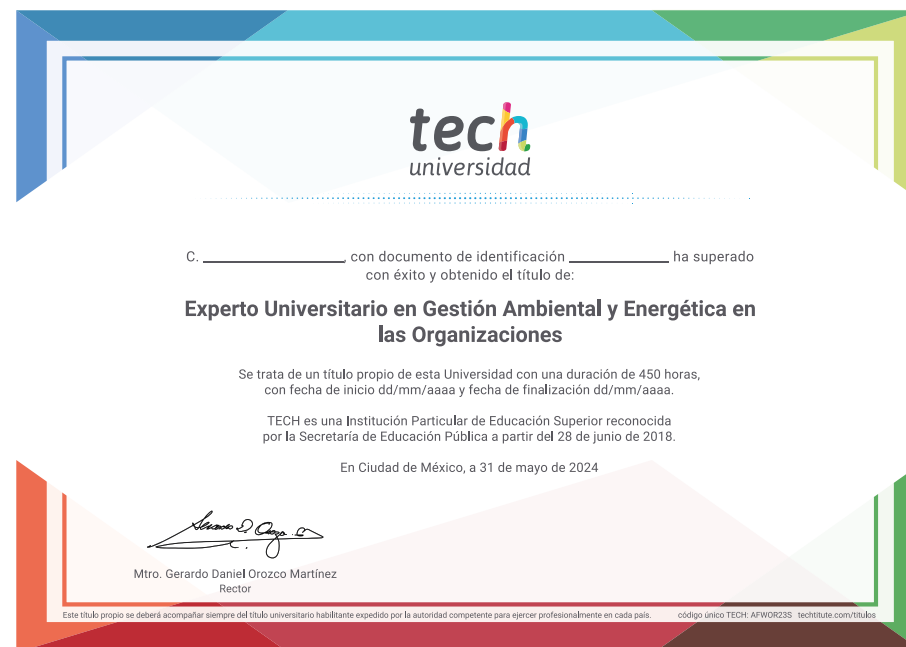 tech
universidad
C. ____________________, con documento de identificación ______________ ha superado
con éxito y obtenido el título de:
Experto Universitario en Gestión Ambiental y Energética en
las Organizaciones
Se trata de un título propio de esta Universidad con una duración de 450 horas,
con fecha de inicio dd/mm/aaaa y fecha de finalización dd/mm/aaaa.
TECH es una Institución Particular de Educación Superior reconocida
por la Secretaría de Educación Pública a partir del 28 de junio de 2018.
En Ciudad de México, a 31 de mayo de 2024
Mtro. Gerardo Daniel Orozco Martínez
Rector
Este título propio se deberá acompañar siempre del título universitario habilitante expedido por la autoridad competente para ejercer profesionalmente en cada país. código único TECH: AFWOR23S techtitute.com/titulos